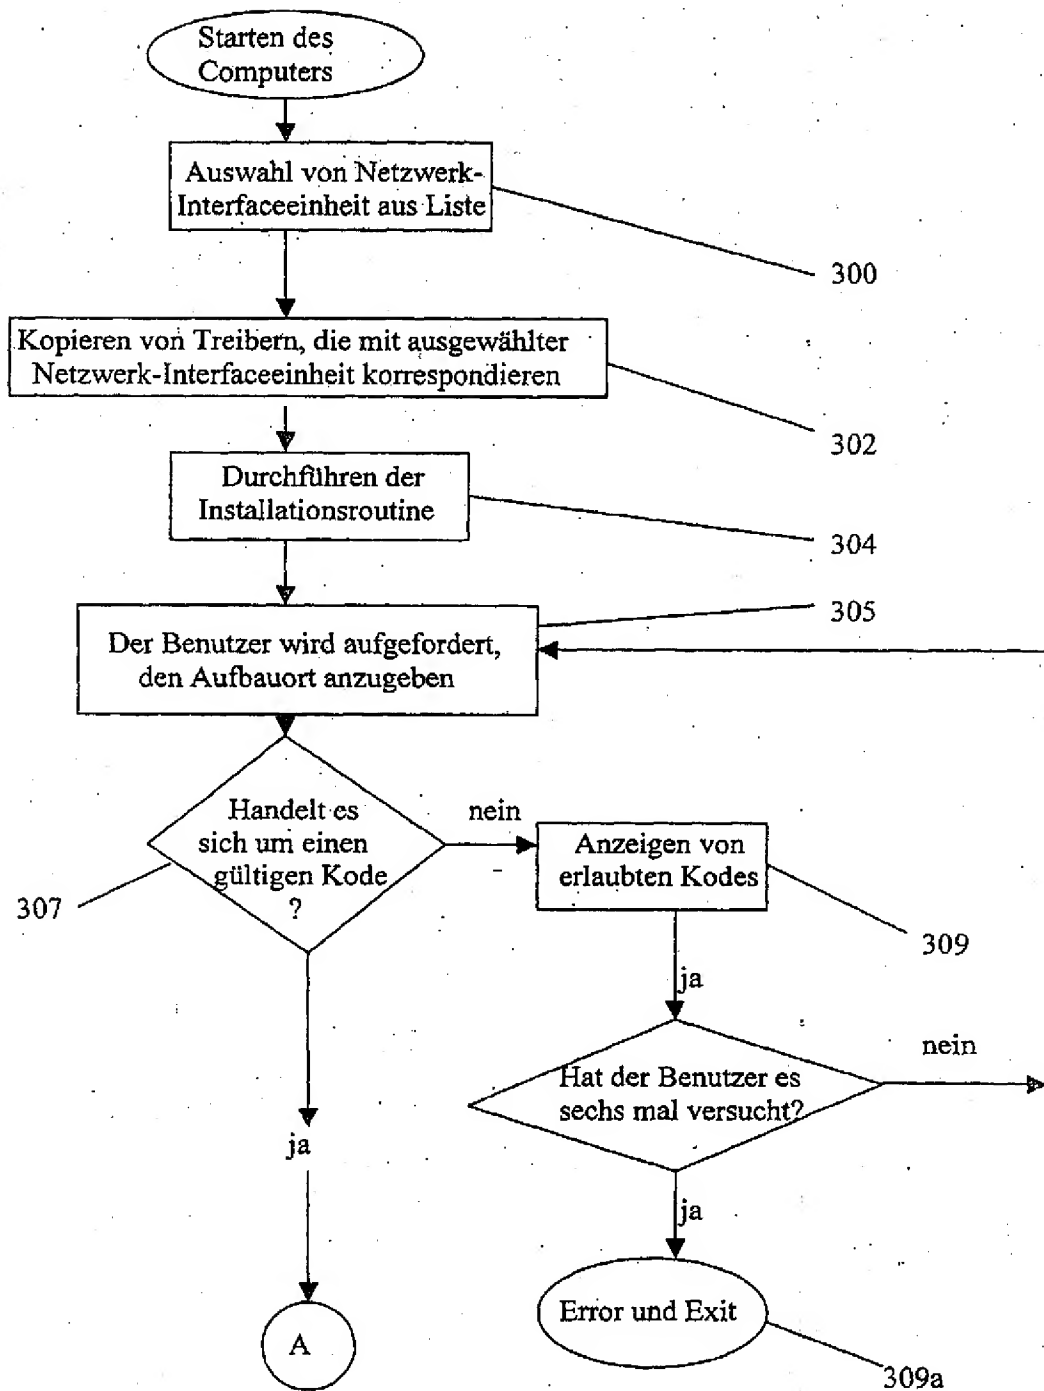 Starten des
Computers
Auswahl von Netzwerk-
Interfaceeinheit aus Liste
300
Kopieren von Treibern, die mit ausgewählter
Netzwerk-Interfaceeinheit korrespondieren
302
Durchführen der
Installationsroutine
304
305
Der Benutzer wird aufgefordert,
den Aufbauort anzugeben
Handelt es
sich um einen
gültigen Kode
?
nein
Anzeigen von
erlaubten Kodes
307
309
ja
nein
Hat der Benutzer es
sechs mal versucht?
ja
ja
Error und Exit
A
309a